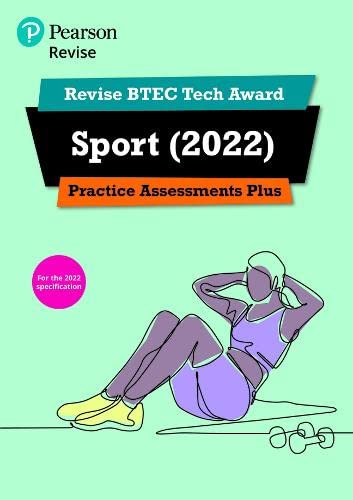 Pearson
Revise
Revise BTEC Tech Award
Sport (2022)
Practice Assessments Plus
For the 2022
specification